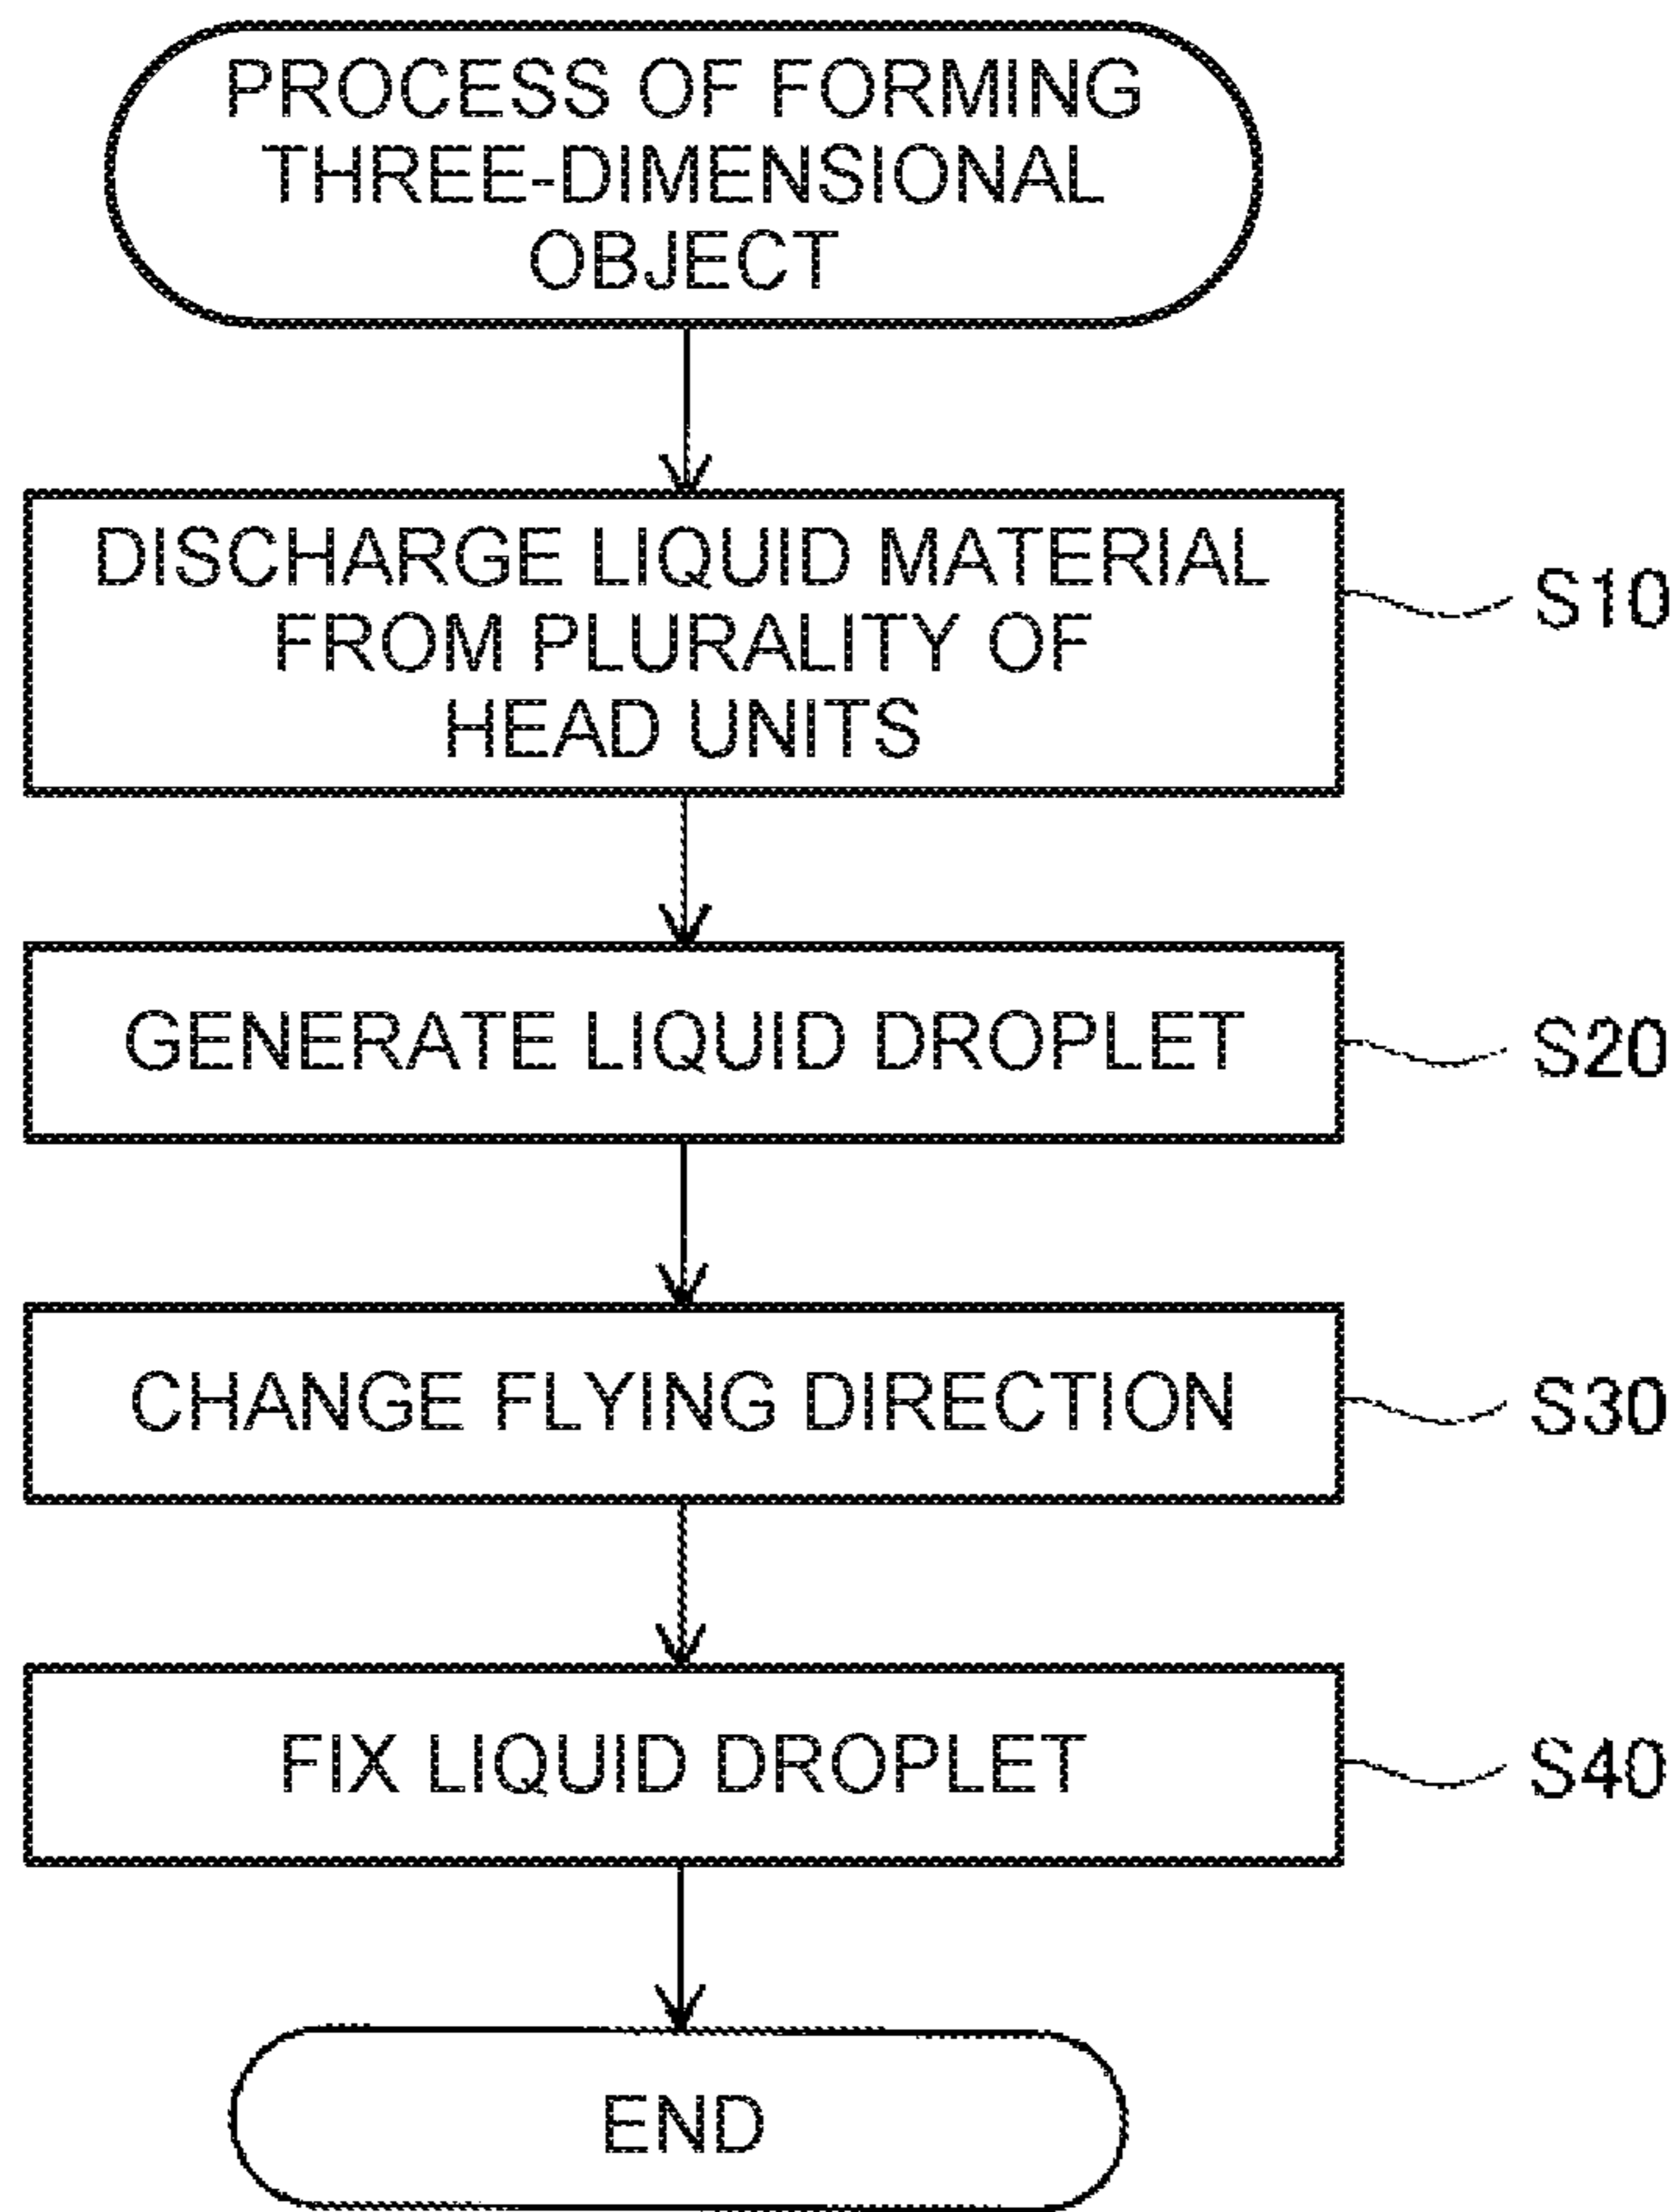 PROCESS OF FORMING
THREE-DIMENSIONAL
OBJECT
DISCHARGE LIQUID MATERIAL
FROM PLURALITY OF
HEAD UNITS
S10
GENERATE LIQUID DROPLET
S20
CHANGE FLYING DIRECTION
S30
FIX LIQUID DROPLET
S40
END